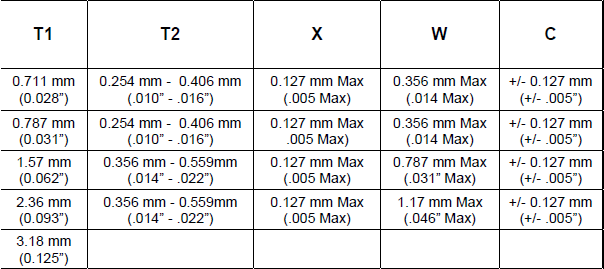 T1 T2 X W C
0.711 mm 0.254 mm - 0.406 mm 0.127 mm Max 0.356 mm Max +/- 0.127 mm
(0.028”) (.010” - .016”) (.005 Max) (.014 Max) (+/- .005”)
0.787 mm 0.254 mm - 0.406 mm 0.127 mm Max 0.356 mm Max +/- 0.127 mm
(0.031”) (.010” - .016”) .005 Max) (.014 Max) (+/- .005”)
1.57 mm 0.356 mm - 0.559mm 0.127 mm Max 0.787 mm Max +/- 0.127 mm
(0.062”) (.014” - .022”) (.005 Max) (.031” Max) (+/- .005”)
2.36 mm 0.356 mm - 0.559mm 0.127 mm Max 1.17 mm Max +/- 0.127 mm
(0.093”) (.014” - .022”) (.005 Max) (.046” Max) (+/- .005”)
3.18 mm
(0.125”)